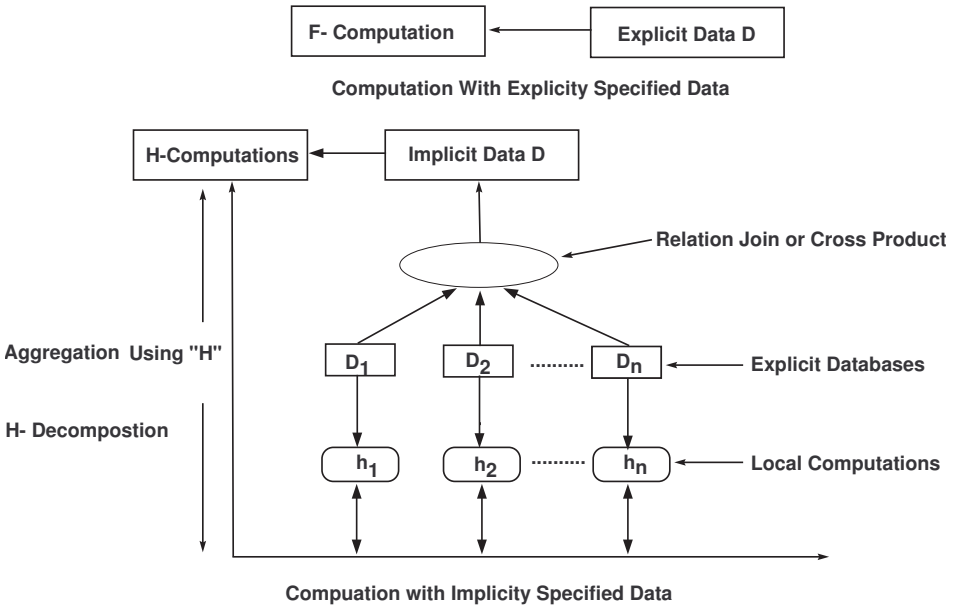 F- Computation
Explicit Data D
Computation With Explicity Specified Data
H-Computations
Implicit Data D
Relation Join or Cross Product
Aggregation Using "H"
D1
D2
...........
Dn
Explicit Databases
H- Decompostion
h1
h2
...........
hn
Local Computations
Compuation with Implicity Specified Data